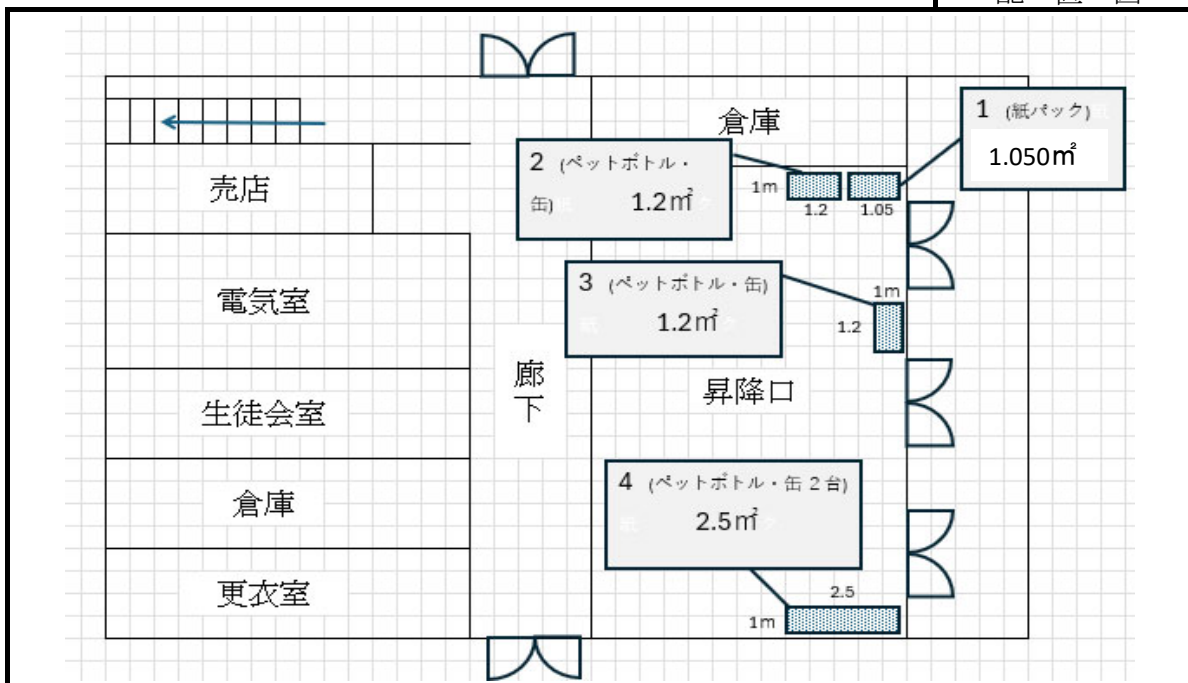 配置図
倉庫
1 (紙パック)
1.050㎡
2 (ペットボトル・
缶) 1.2㎡
1m
1.2
1.05
売店
3 (ペットボトル・缶)
1.2㎡
1m
1.2
電気室
廊下
昇降口
生徒会室
4 (ペットボトル・缶2台)
2.5㎡
倉庫
更衣室
2.5
1m